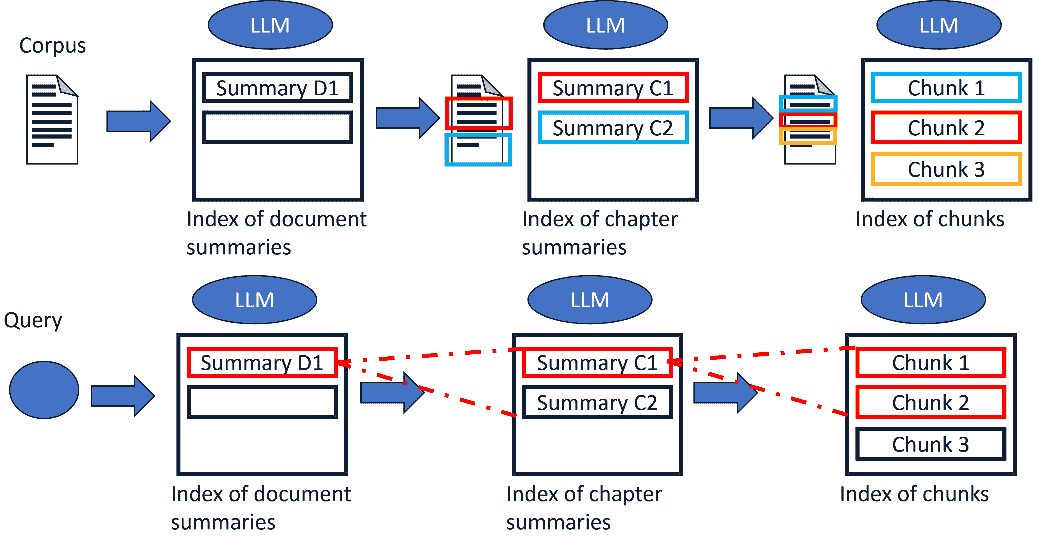 LLM
LLM
LLM
Corpus
Summary D1
Summary C1
Chunk 1
Summary C2
Chunk 2
Chunk 3
Index of document
summaries
Index of chapter
summaries
Index of chunks
LLM
LLM
LLM
Query
Summary D1
Summary C1
Chunk 1
Summary C2
Chunk 2
Chunk 3
Index of document
summaries
Index of chapter
summaries
Index of chunks